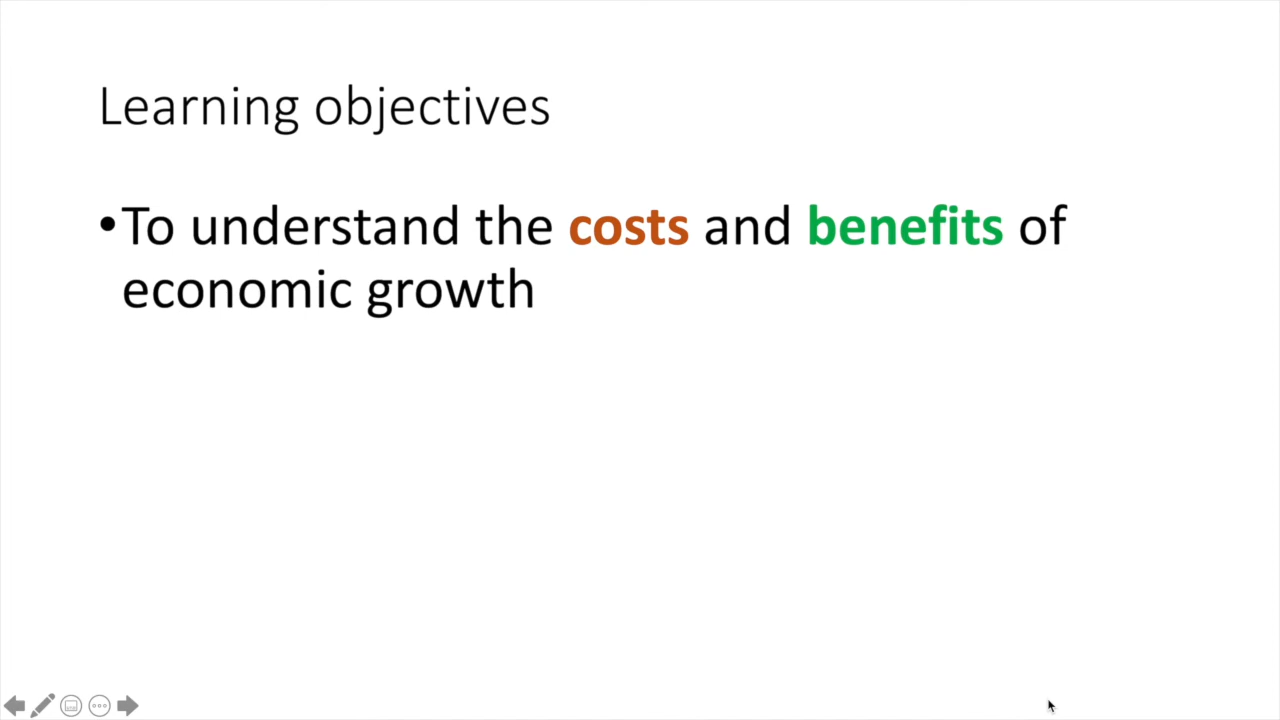 Learning objectives
•To understand the costs and benefits of
economic growth